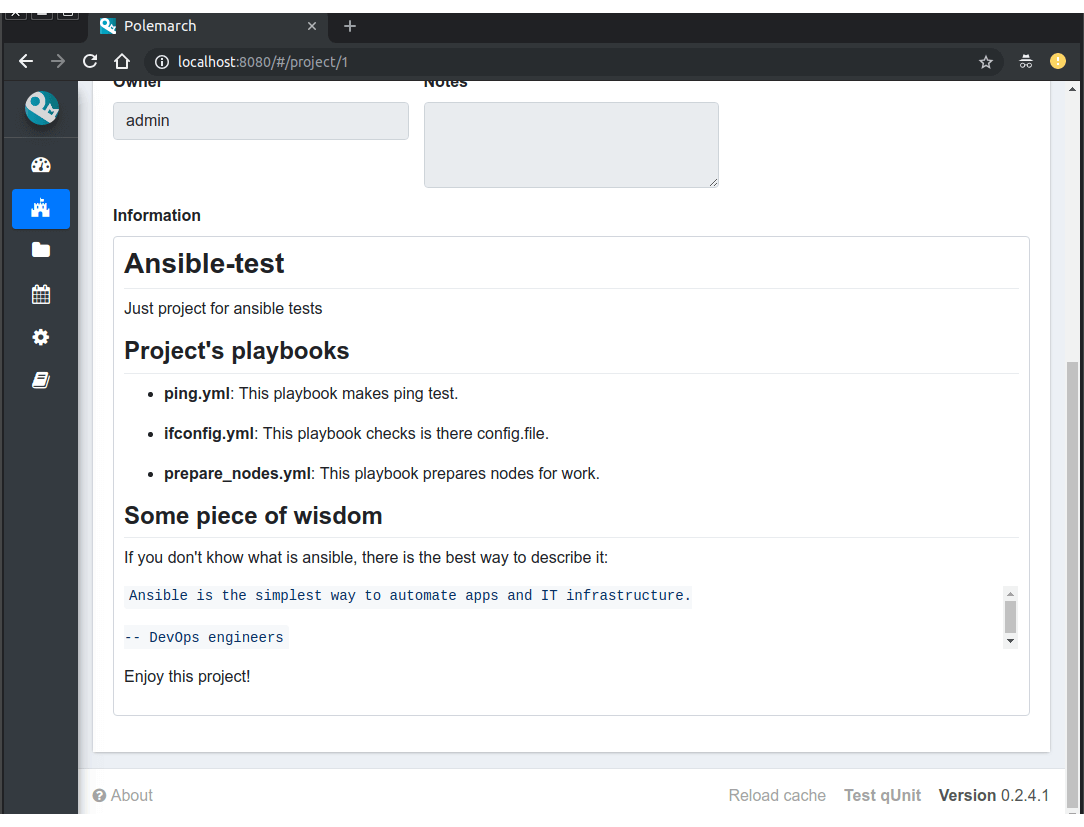 Polemarch
localhost:8080/#/project/1
Owner
Notes
admin
Information
Ansible-test
Just project for ansible tests
Project's playbooks
ping.yml: This playbook makes ping test.
ifconfig.yml: This playbook checks is there config.file.
prepare_nodes.yml: This playbook prepares nodes for work.
Some piece of wisdom
If you don't khow what is ansible, there is the best way to describe it:
Ansible is the simplest way to automate apps and IT infrastructure.
-- DevOps engineers
Enjoy this project!
About
Reload cache
Test qUnit
Version 0.2.4.1